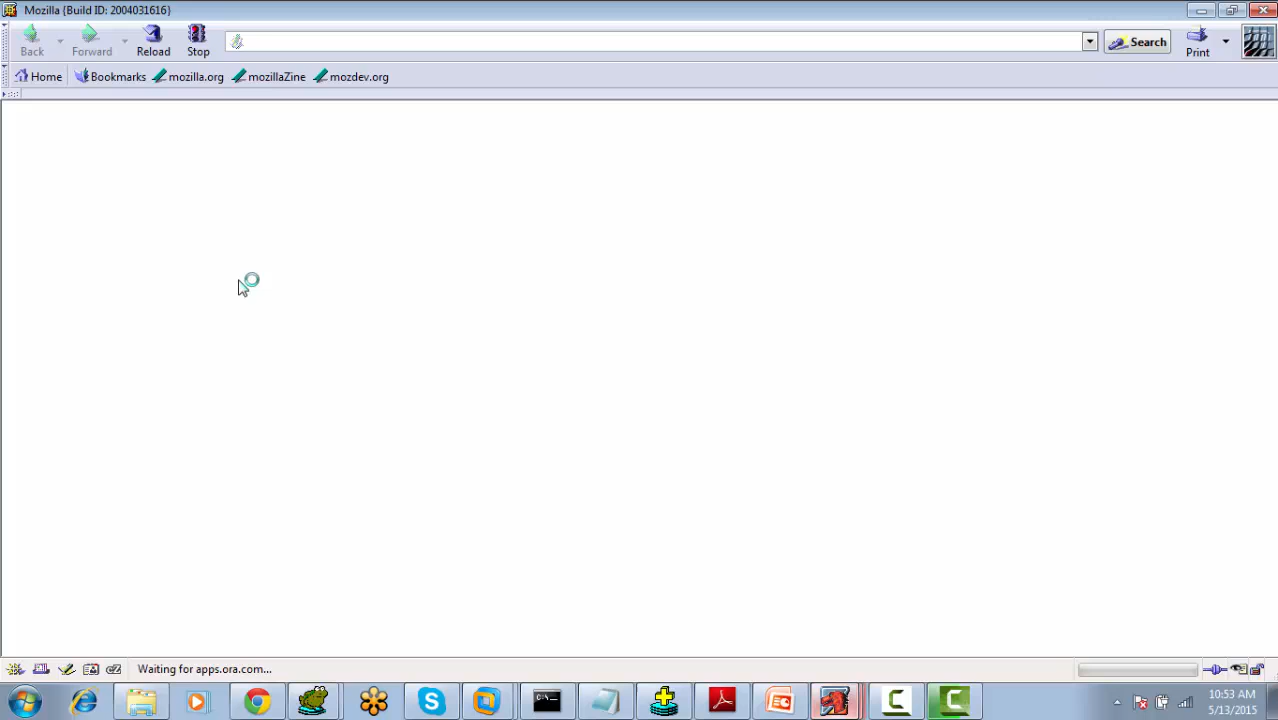 Mozilla {Build ID: 2004031616}
Back
Forward
Reload
Stop
Search
Print
Home
Bookmarks
mozilla.org
mozillaZine
mozdev.org
Waiting for apps.ora.com...
10:53 AM
5/13/2015